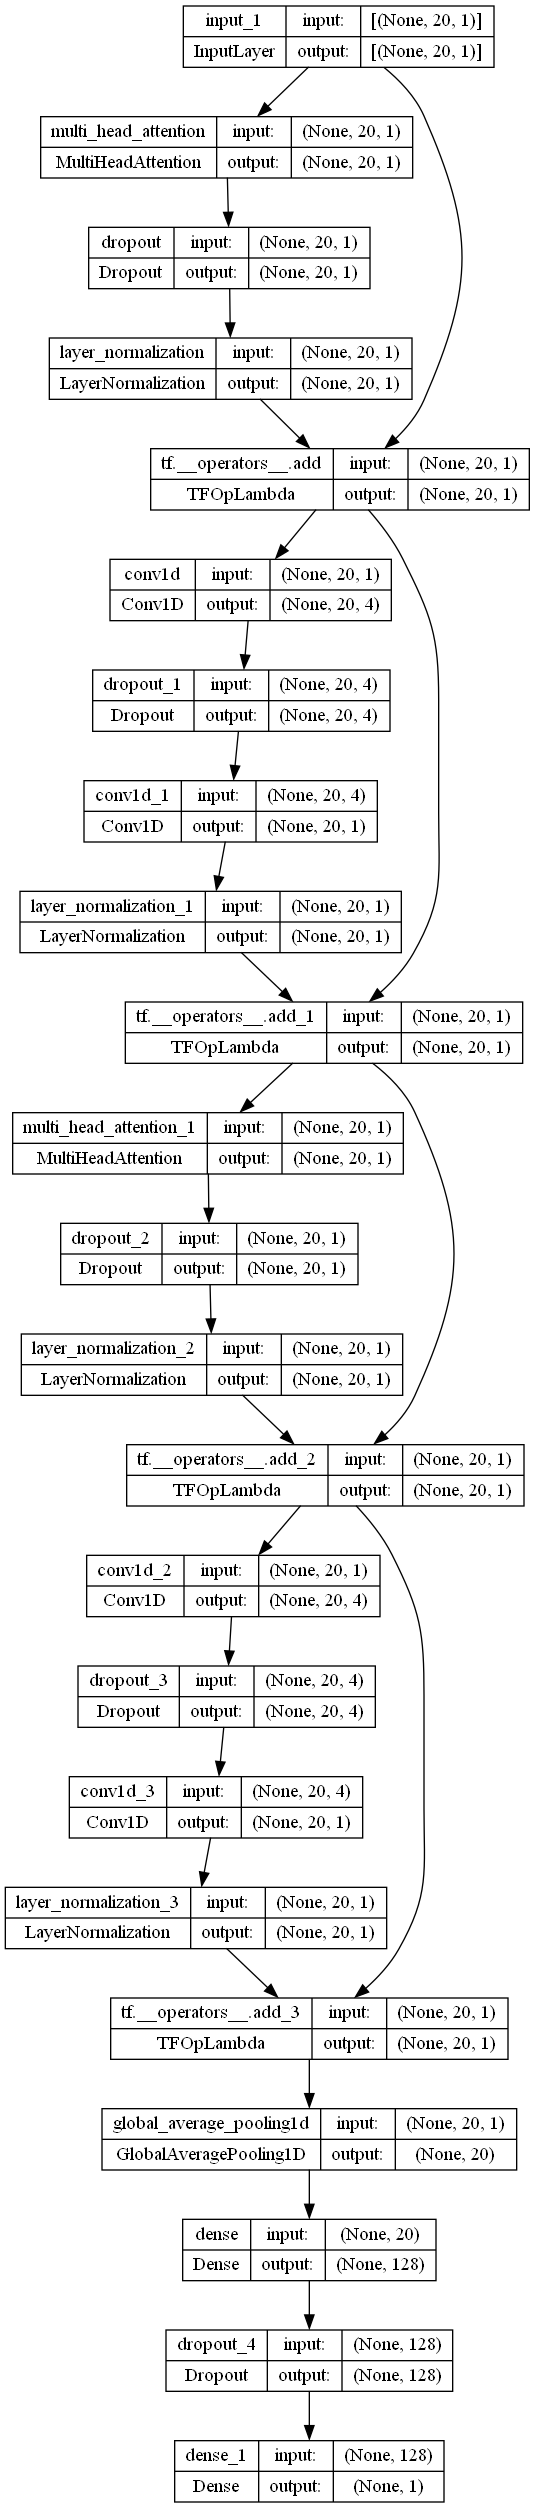 input_1 input: [(None, 20, 1)]
InputLayer output: [(None, 20, 1)]
multi_head_attention input: (None, 20, 1)
MultiHeadAttention output: (None, 20, 1)
dropout input: (None, 20, 1)
Dropout output: (None, 20, 1)
layer_normalization input: (None, 20, 1)
LayerNormalization output: (None, 20, 1)
tf.__operators__.add input: (None, 20, 1)
TFOpLambda output: (None, 20, 1)
conv1d input: (None, 20, 1)
Conv1D output: (None, 20, 4)
dropout_1 input: (None, 20, 4)
Dropout output: (None, 20, 4)
conv1d_1 input: (None, 20, 4)
Conv1D output: (None, 20, 1)
layer_normalization_1 input: (None, 20, 1)
LayerNormalization output: (None, 20, 1)
tf.__operators__.add_1 input: (None, 20, 1)
TFOpLambda output: (None, 20, 1)
multi_head_attention_1 input: (None, 20, 1)
MultiHeadAttention output: (None, 20, 1)
dropout_2 input: (None, 20, 1)
Dropout output: (None, 20, 1)
layer_normalization_2 input: (None, 20, 1)
LayerNormalization output: (None, 20, 1)
tf.__operators__.add_2 input: (None, 20, 1)
TFOpLambda output: (None, 20, 1)
conv1d_2 input: (None, 20, 1)
Conv1D output: (None, 20, 4)
dropout_3 input: (None, 20, 4)
Dropout output: (None, 20, 4)
conv1d_3 input: (None, 20, 4)
Conv1D output: (None, 20, 1)
layer_normalization_3 input: (None, 20, 1)
LayerNormalization output: (None, 20, 1)
tf.__operators__.add_3 input: (None, 20, 1)
TFOpLambda output: (None, 20, 1)
global_average_pooling1d input: (None, 20, 1)
GlobalAveragePooling1D output: (None, 20)
dense input: (None, 20)
Dense output: (None, 128)
dropout_4 input: (None, 128)
Dropout output: (None, 128)
dense_1 input: (None, 128)
Dense output: (None, 1)